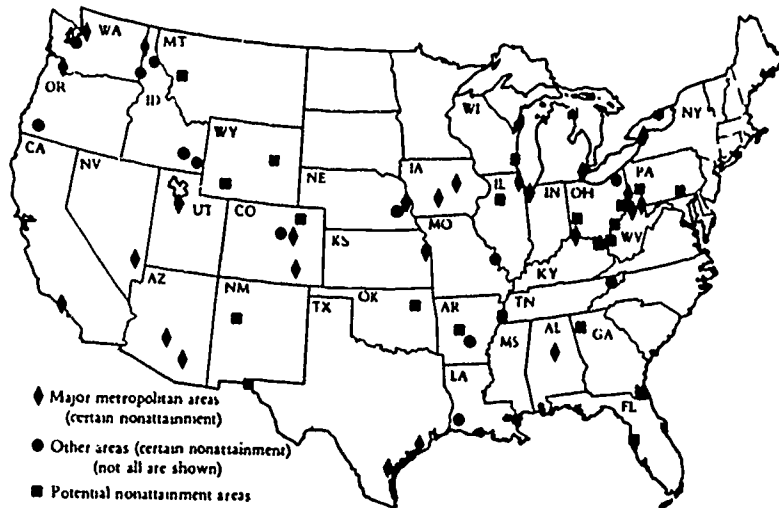 WA
MT
OR
ID
WY
WI
NY
CA
NV
NE
IA
IL
IN
OH
PA
UT
CO
MO
WV
KS
KY
AZ
NM
OK
TN
TX
AR
MS
AL
GA
LA
FL
Major metropolitan areas
(certain nonattainment)
Other areas (certain nonattainment)
(not all are shown)
Potential nonattainment areas